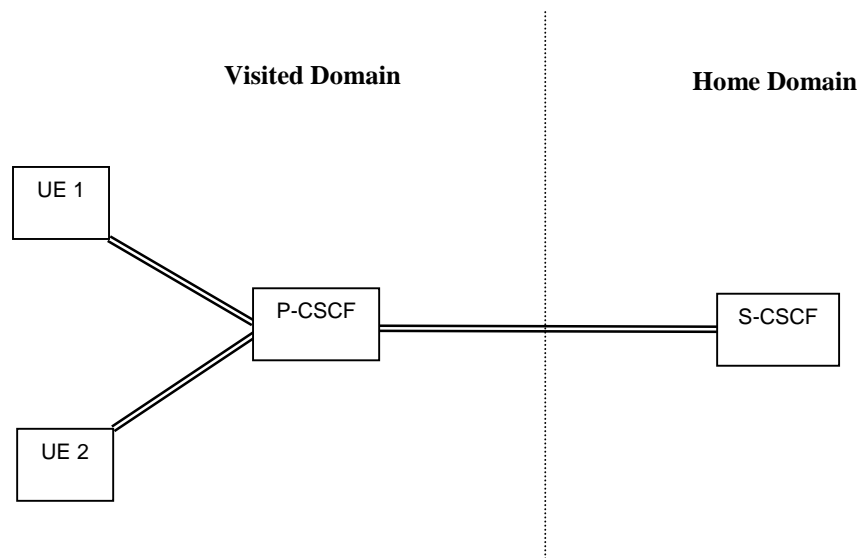 Visited Domain
Home Domain
UE 1
P-CSCF
S-CSCF
UE 2